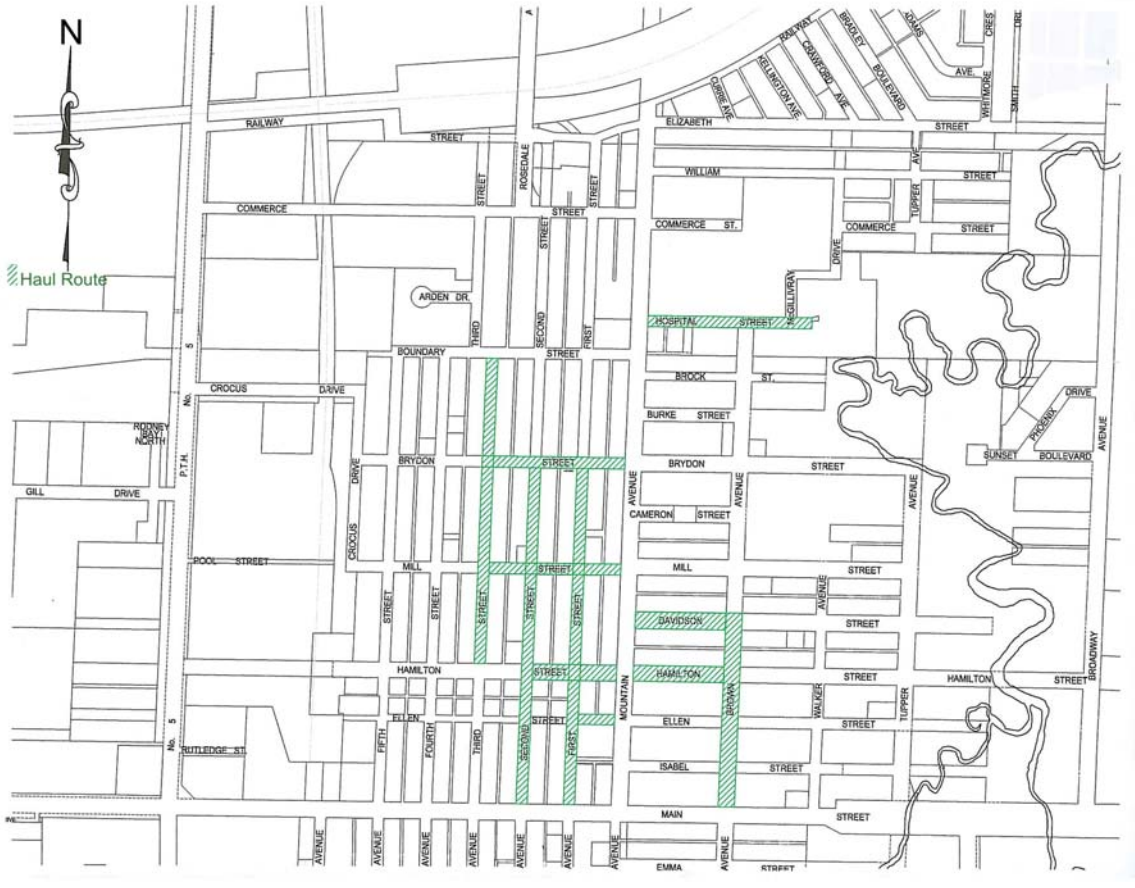 N
A
RAILWAY
BRADLEY
ADAMS
CRES
DRL
CRAWFORD
AVE.
KELLINGTON AVE.
BOULEVARD
AVE.
CURRIE AVE.
WHITMORE
SMITH
RAILWAY
STREET
ELIZABETH
STREET
ROSEDALE
AVE
WILLIAM
STREET
STREET
STREET
TUPPER
COMMERCE
STREET
STREET
COMMERCE ST.
COMMERCE
STREET
DRIVE
Haul Route
ARDEN DR.
McGILLIVRAY
HOSPITAL
STREET
THIRD
SECOND
FIRST
No. 5
BOUNDARY
STREET
CROCUS
DRIVE
BROCK
ST.
DRIVE
BURKE STREET
PHOENIX
AVENUE
RODNEY
(BAY)
NORTH
P.T.H.
DRIVE
BRYDON
STREET
BRYDON
STREET
SUNSET BOULEVARD
GILL
DRIVE
AVENUE
AVENUE
AVENUE
CAMERON
STREET
CROCUS
POOL STREET
MILL
STREET
MILL
STREET
STREET
STREET
STREET
STREET
STREET
AVENUE
DAVIDSON
STREET
HAMILTON
STREET
HAMILTON
STREET
HAMILTON
STREET
BROADWAY
MOUNTAIN
BROWN
WALKER
TUPPER
ELLEN
STREET
ELLEN
STREET
No. 5
RUTLEDGE ST.
FIFTH
FOURTH
THIRD
SECOND
FIRST
ISABEL
STREET
MAIN
STREET
AVENUE
AVENUE
AVENUE
AVENUE
AVENUE
AVENUE
AVENUE
AVENUE
EMMA
STREET